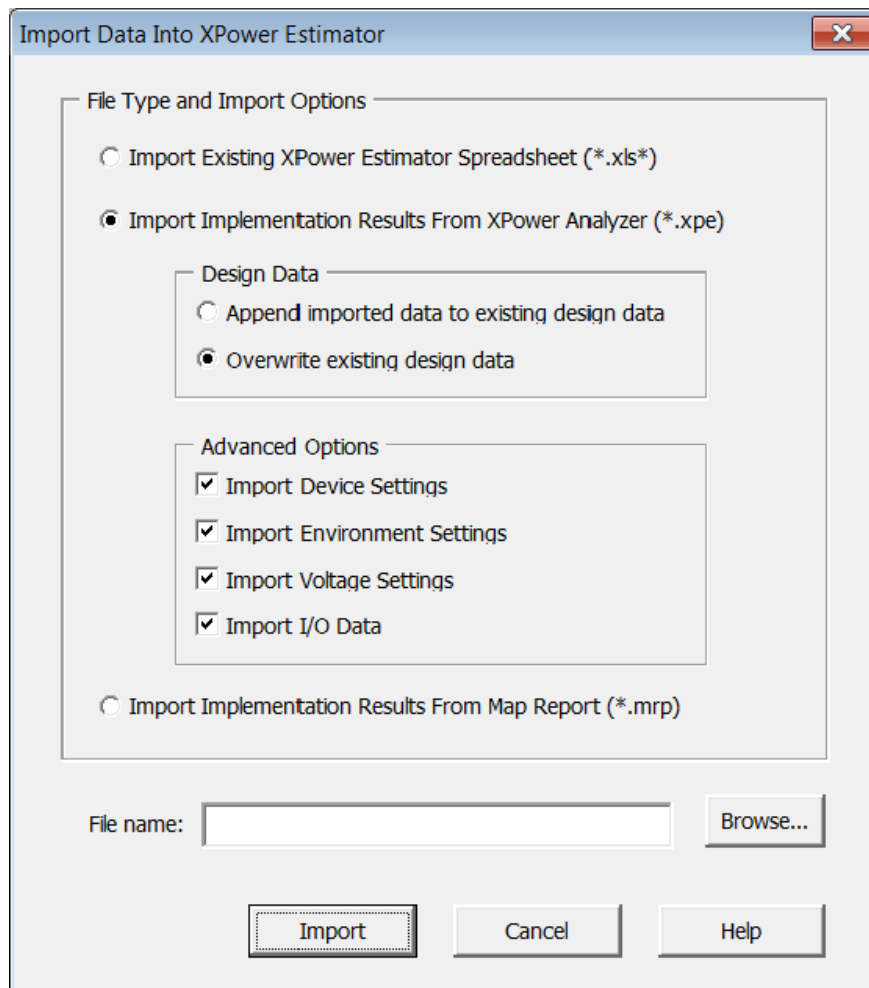 Import Data Into XPower Estimator
File Type and Import Options
Import Existing XPower Estimator Spreadsheet (*.xls*)
Import Implementation Results From XPower Analyzer (*.xpe)
Design Data
Append imported data to existing design data
Overwrite existing design data
Advanced Options
Import Device Settings
Import Environment Settings
Import Voltage Settings
Import I/O Data
Import Implementation Results From Map Report (*.mrp)
File name:
Browse...
Import
Cancel
Help